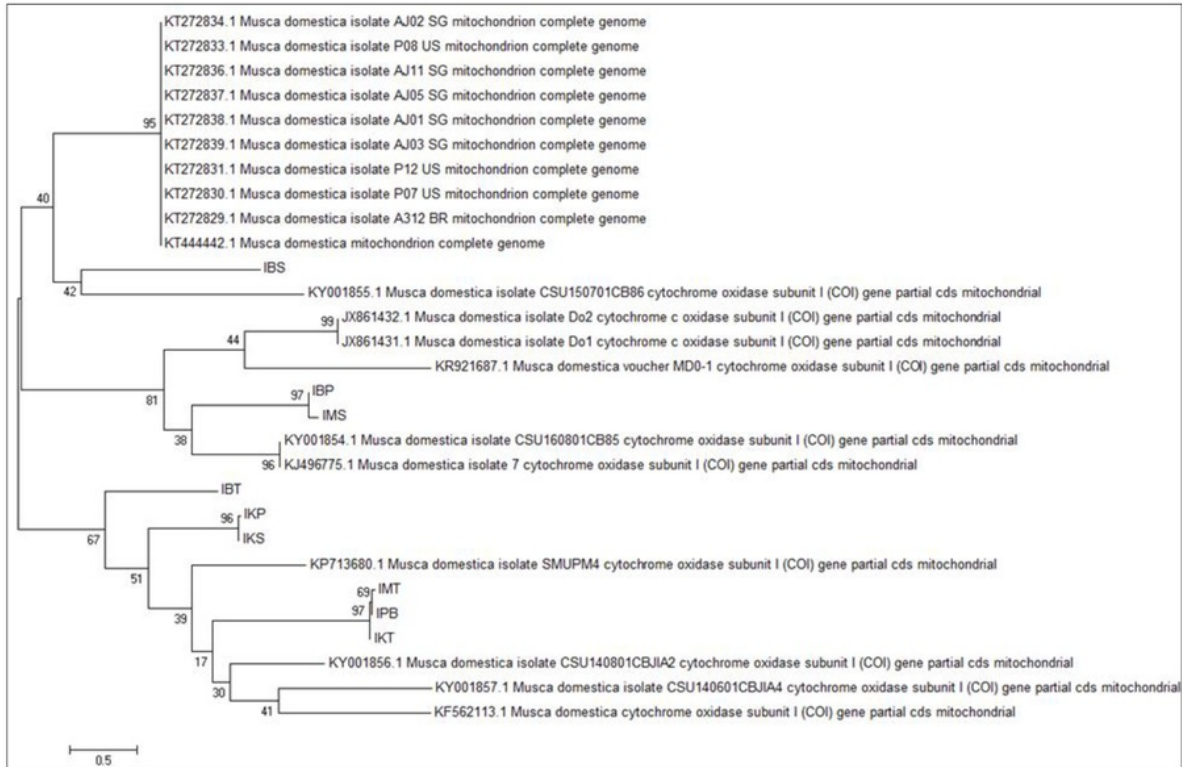 KT272834.1 Musca domestica isolate AJ02 SG mitochondrion complete genome
KT272833.1 Musca domestica isolate P08 US mitochondrion complete genome
KT272836.1 Musca domestica isolate AJ11 SG mitochondrion complete genome
KT272837.1 Musca domestica isolate AJ05 SG mitochondrion complete genome
95 KT272838.1 Musca domestica isolate AJ01 SG mitochondrion complete genome
KT272839.1 Musca domestica isolate AJ03 SG mitochondrion complete genome
KT272831.1 Musca domestica isolate P12 US mitochondrion complete genome
KT272830.1 Musca domestica isolate P07 US mitochondrion complete genome
40
KT272829.1 Musca domestica isolate A312 BR mitochondrion complete genome
KT444442.1 Musca domestica mitochondrion complete genome
IBS
42 KY001855.1 Musca domestica isolate CSU150701CB86 cytochrome oxidase subunit I (COI) gene partial cds mitochondrial
99 JX861432.1 Musca domestica isolate Do2 cytochrome c oxidase subunit I (COI) gene partial cds mitochondrial
44 JX861431.1 Musca domestica isolate Do1 cytochrome c oxidase subunit I (COI) gene partial cds mitochondrial
KR921687.1 Musca domestica voucher MD0-1 cytochrome oxidase subunit I (COI) gene partial cds mitochondrial
81
97 IBP
IMS
38 KY001854.1 Musca domestica isolate CSU160801CB85 cytochrome oxidase subunit I (COI) gene partial cds mitochondrial
96 KJ496775.1 Musca domestica isolate 7 cytochrome oxidase subunit I (COI) gene partial cds mitochondrial
IBT
96 IKP
67 IKS
51 KP713680.1 Musca domestica isolate SMUPM4 cytochrome oxidase subunit I (COI) gene partial cds mitochondrial
69 IMT
39 97 IPB
IKT
17 KY001856.1 Musca domestica isolate CSU140801CBJIA2 cytochrome oxidase subunit I (COI) gene partial cds mitochondrial
30 KY001857.1 Musca domestica isolate CSU140601CBJIA4 cytochrome oxidase subunit I (COI) gene partial cds mitochondrial
41 KF562113.1 Musca domestica cytochrome oxidase subunit I (COI) gene partial cds mitochondrial
0.5